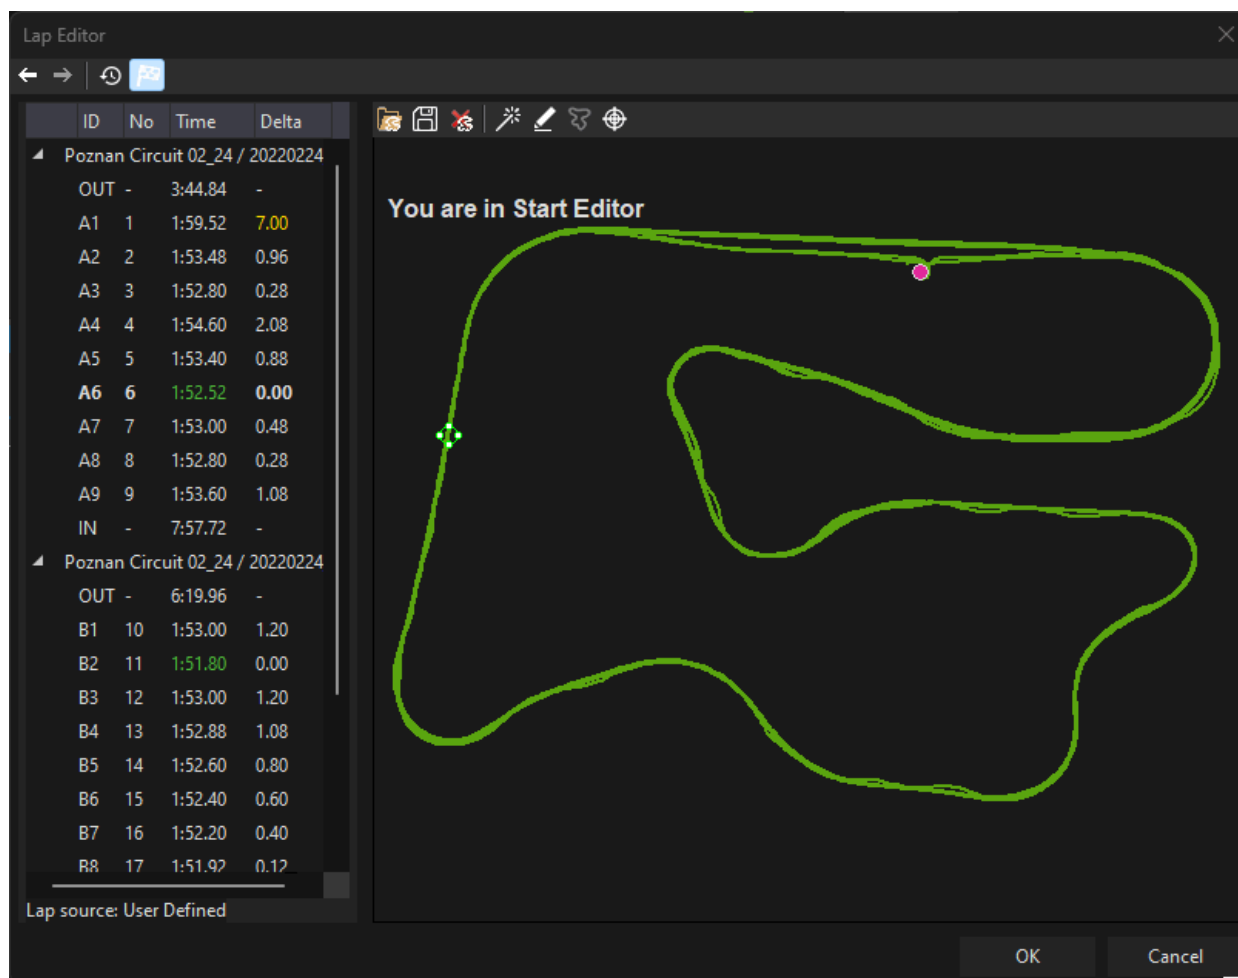 Lap Editor
ID No Time Delta
Poznan Circuit 02_24 / 20220224
OUT - 3:44.84 -
A1 1 1:59.52 7.00
A2 2 1:53.48 0.96
A3 3 1:52.80 0.28
A4 4 1:54.60 2.08
A5 5 1:53.40 0.88
A6 6 1:52.52 0.00
A7 7 1:53.00 0.48
A8 8 1:52.80 0.28
A9 9 1:53.60 1.08
IN - 7:57.72 -
Poznan Circuit 02_24 / 20220224
OUT - 6:19.96 -
B1 10 1:53.00 1.20
B2 11 1:51.80 0.00
B3 12 1:53.00 1.20
B4 13 1:52.88 1.08
B5 14 1:52.60 0.80
B6 15 1:52.40 0.60
B7 16 1:52.20 0.40
B8 17 1:51.92 0.12
Lap source: User Defined
You are in Start Editor
OK Cancel